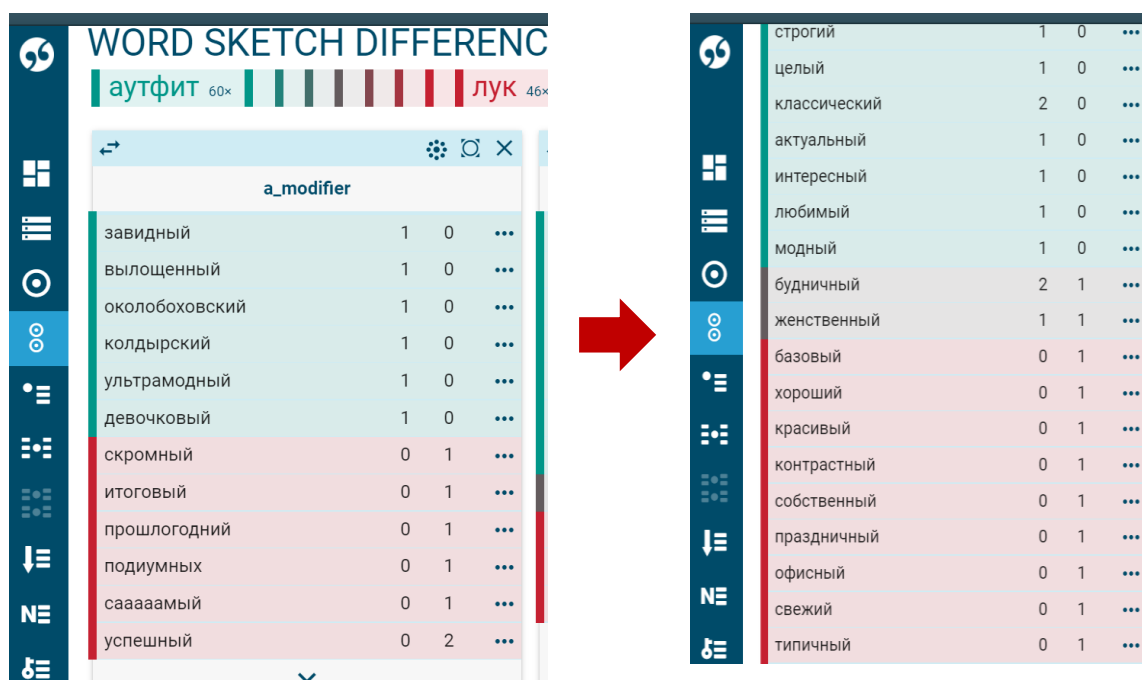 WORD SKETCH DIFFERENC
аутфит 60× лук 46×
a_modifier
завидный 1 0
вылощенный 1 0
околобоховский 1 0
колдырский 1 0
ультрамодный 1 0
девочковый 1 0
скромный 0 1
итоговый 0 1
прошлогодний 0 1
подиумных 0 1
сааааамый 0 1
успешный 0 2
строгий 1 0
целый 1 0
классический 2 0
актуальный 1 0
интересный 1 0
любимый 1 0
модный 1 0
будничный 2 1
женственный 1 1
базовый 0 1
хороший 0 1
красивый 0 1
контрастный 0 1
собственный 0 1
праздничный 0 1
офисный 0 1
свежий 0 1
типичный 0 1